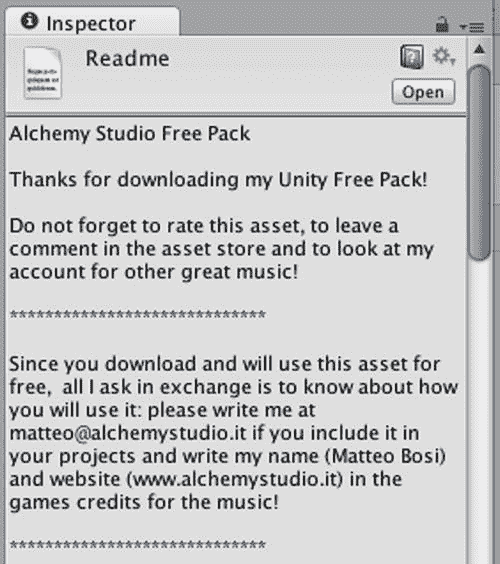 Inspector
Readme
Open
Alchemy Studio Free Pack
Thanks for downloading my Unity Free Pack!
Do not forget to rate this asset, to leave a
comment in the asset store and to look at my
account for other great music!
*****************************
Since you download and will use this asset for
free,  all I ask in exchange is to know about how
you will use it: please write me at
matteo@alchemystudio.it if you include it in
your projects and write my name (Matteo Bosi)
and website (www.alchemystudio.it) in the
games credits for the music!
*****************************